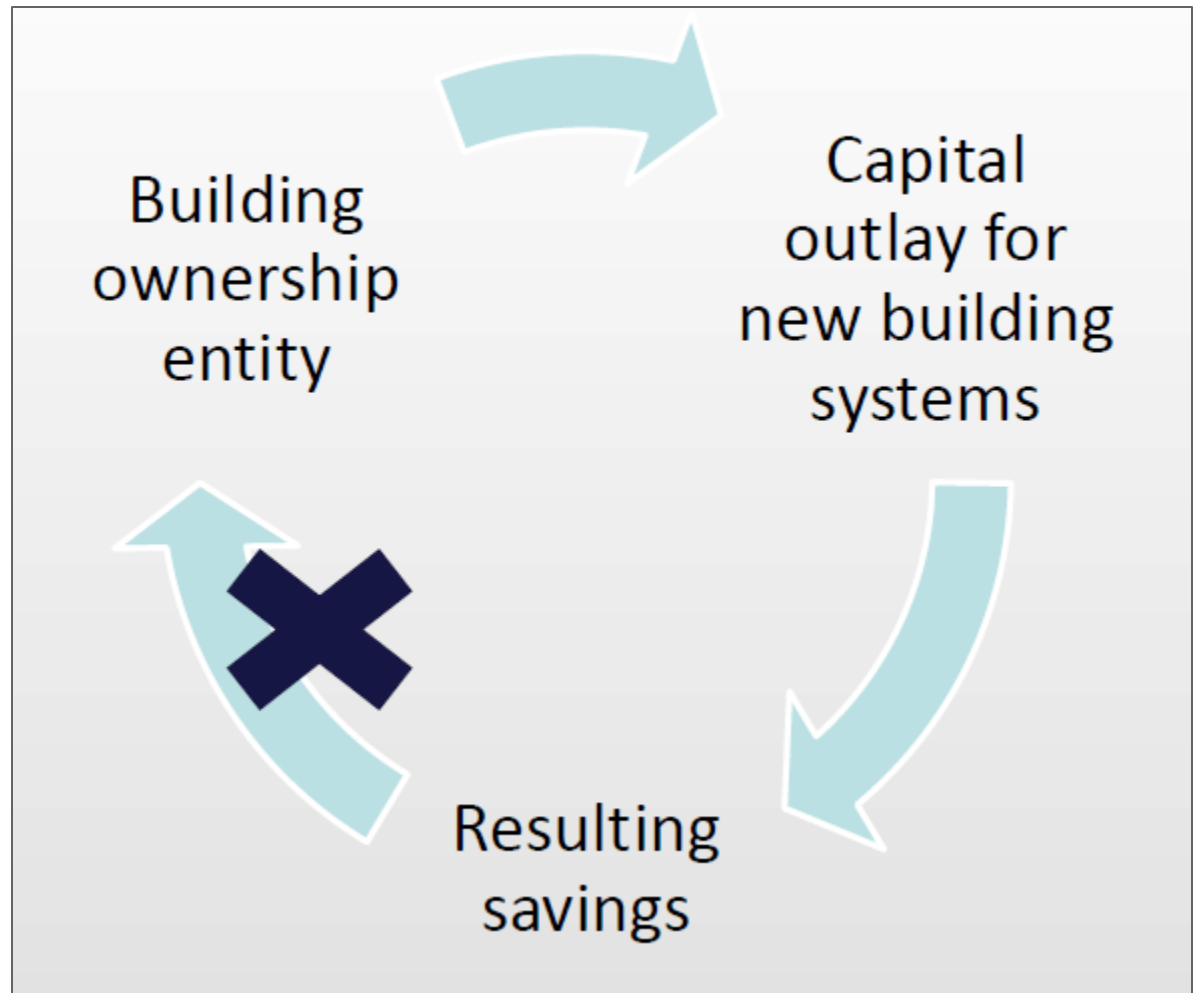 Building
ownership
entity
Capital
outlay for
new building
systems
Resulting
savings